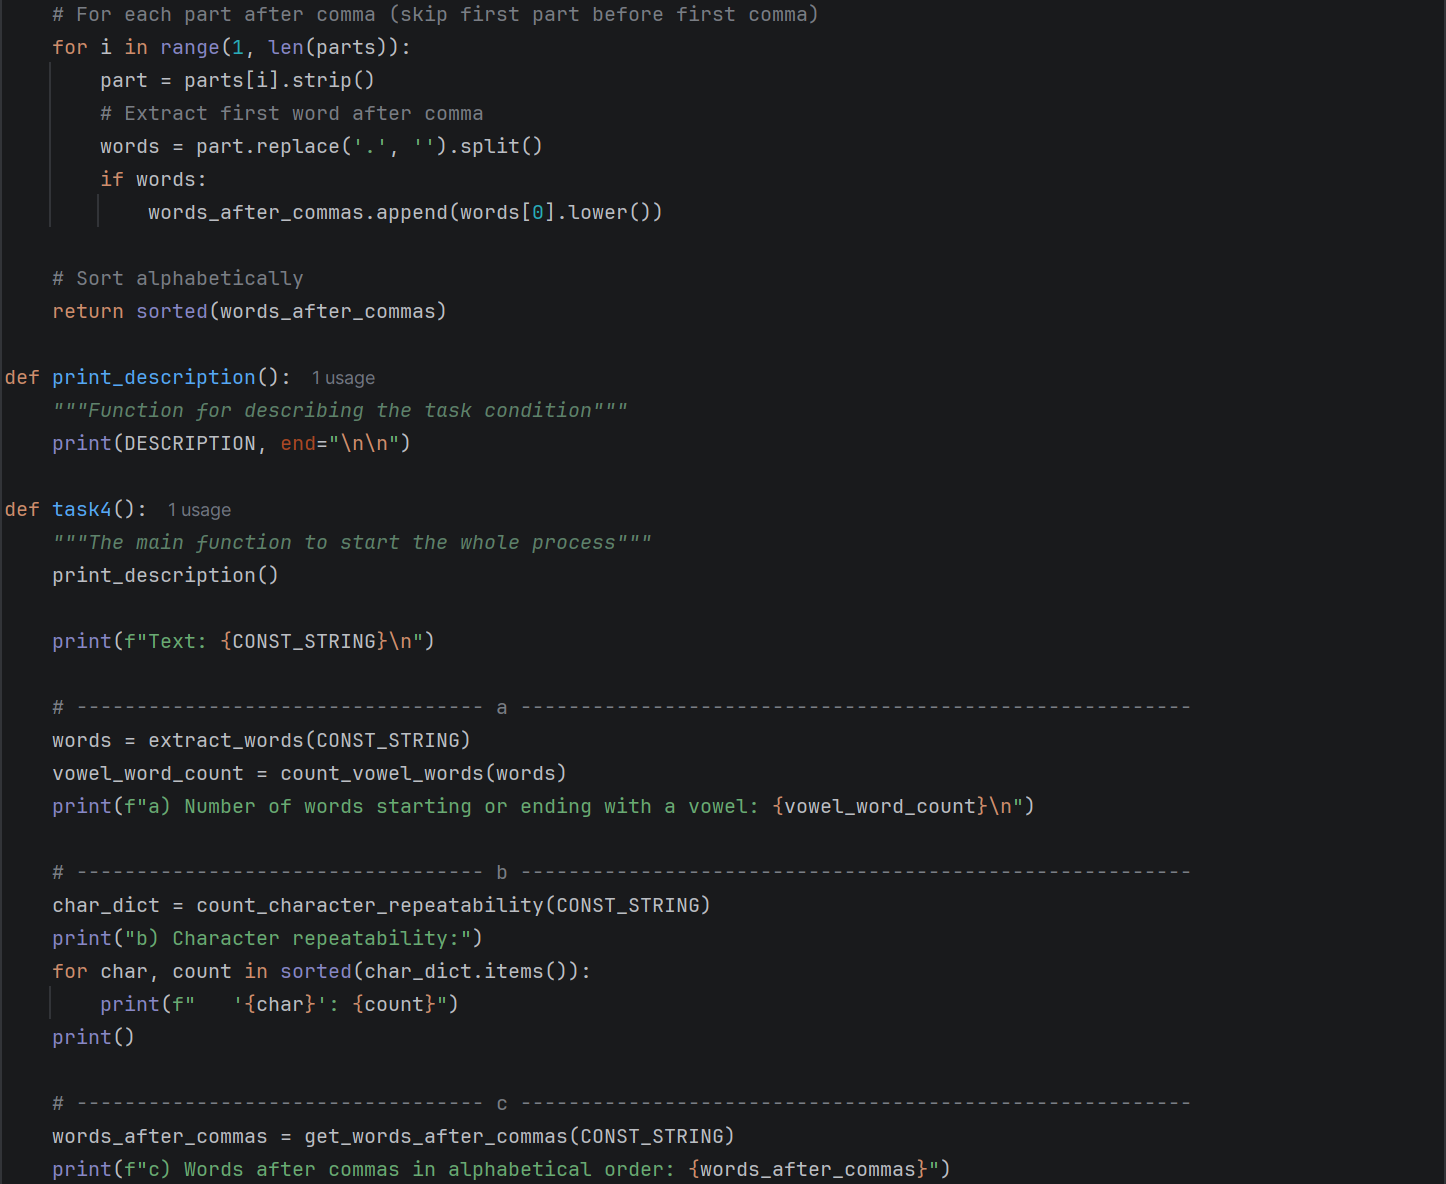 # For each part after comma (skip first part before first comma)
for i in range(1, len(parts)):
part = parts[i].strip()
# Extract first word after comma
words = part.replace('.', '').split()
if words:
words_after_commas.append(words[0].lower())
# Sort alphabetically
return sorted(words_after_commas)
def print_description(): 1 usage
"""Function for describing the task condition"""
print(DESCRIPTION, end="\n\n")
def task4(): 1 usage
"""The main function to start the whole process"""
print_description()
print(f"Text: {CONST_STRING}\n")
# ---------------------------------- a --------------------------------------------------------
words = extract_words(CONST_STRING)
vowel_word_count = count_vowel_words(words)
print(f"a) Number of words starting or ending with a vowel: {vowel_word_count}\n")
# ---------------------------------- b --------------------------------------------------------
char_dict = count_character_repeatability(CONST_STRING)
print("b) Character repeatability:")
for char, count in sorted(char_dict.items()):
print(f"   '{char}': {count}")
print()
# ---------------------------------- c --------------------------------------------------------
words_after_commas = get_words_after_commas(CONST_STRING)
print(f"c) Words after commas in alphabetical order: {words_after_commas}")